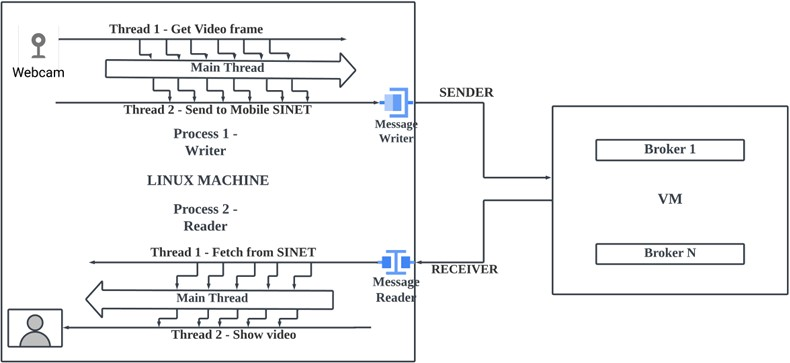 Thread 1 - Get Video frame
Webcam
Main Thread
Thread 2 - Send to Mobile SINET
Message
Writer
SENDER
Process 1 -
Writer
LINUX MACHINE
Process 2 -
Reader
Thread 1 - Fetch from SINET
Message
Reader
RECEIVER
Main Thread
Thread 2 - Show video
Broker 1
VM
Broker N